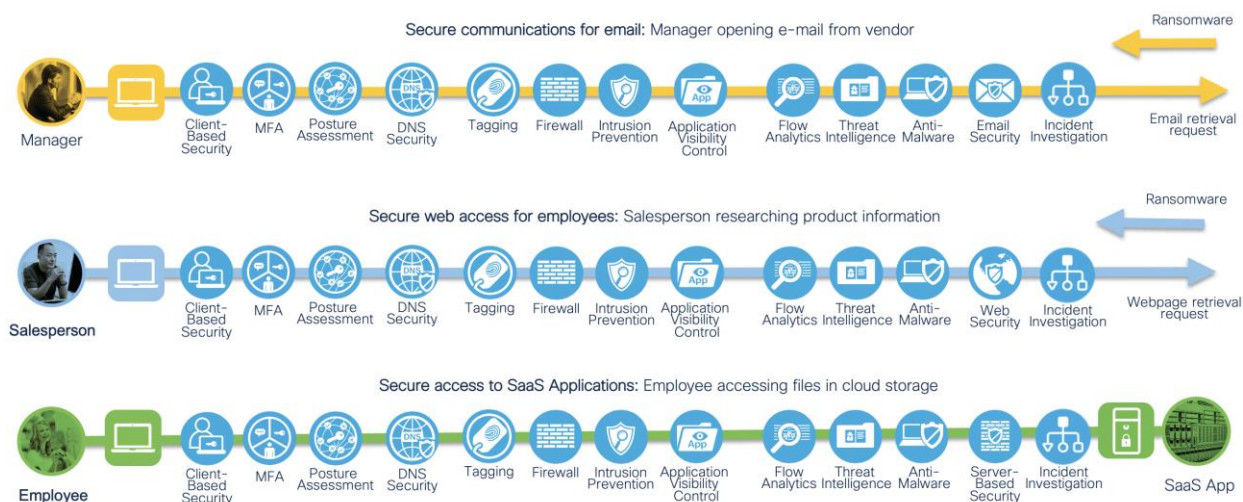 Secure communications for email: Manager opening e-mail from vendor
Ransomware
Manager
Client-
Based
Security
MFA
Posture
Assessment
DNS
DNS
Security
Tagging
Firewall
Intrusion
Prevention
App
Application
Visibility
Control
Flow
Analytics
Threat
Intelligence
Anti-
Malware
Email
Security
Incident
Investigation
Email retrieval
request
Secure web access for employees: Salesperson researching product information
Ransomware
Salesperson
Client-
Based
Security
MFA
Posture
Assessment
DNS
DNS
Security
Tagging
Firewall
Intrusion
Prevention
App
Application
Visibility
Control
Flow
Analytics
Threat
Intelligence
Anti-
Malware
Web
Security
Incident
Investigation
Webpage retrieval
request
Secure access to SaaS Applications: Employee accessing files in cloud storage
Employee
Client-
Based
Security
MFA
Posture
Assessment
DNS
DNS
Security
Tagging
Firewall
Intrusion
Prevention
App
Application
Visibility
Control
Flow
Analytics
Threat
Intelligence
Anti-
Malware
Server-
Based
Security
Incident
Investigation
SaaS App